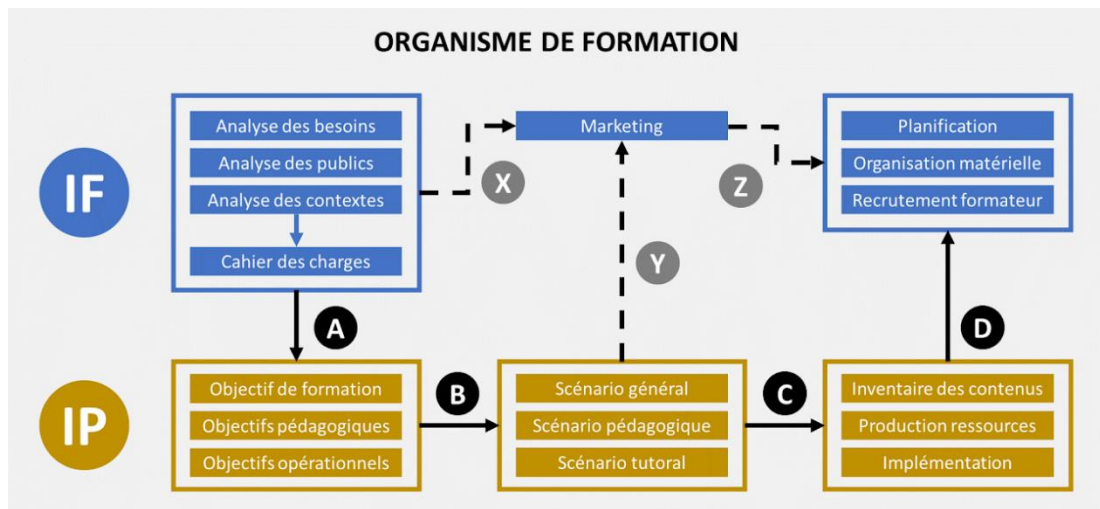 ORGANISME DE FORMATION
IF
Analyse des besoins
Analyse des publics
Analyse des contextes
Cahier des charges
X
Marketing
Y
Z
Planification
Organisation matérielle
Recrutement formateur
A
D
IP
Objectif de formation
Objectifs pédagogiques
Objectifs opérationnels
B
Scénario général
Scénario pédagogique
Scénario tutoral
C
Inventaire des contenus
Production ressources
Implémentation